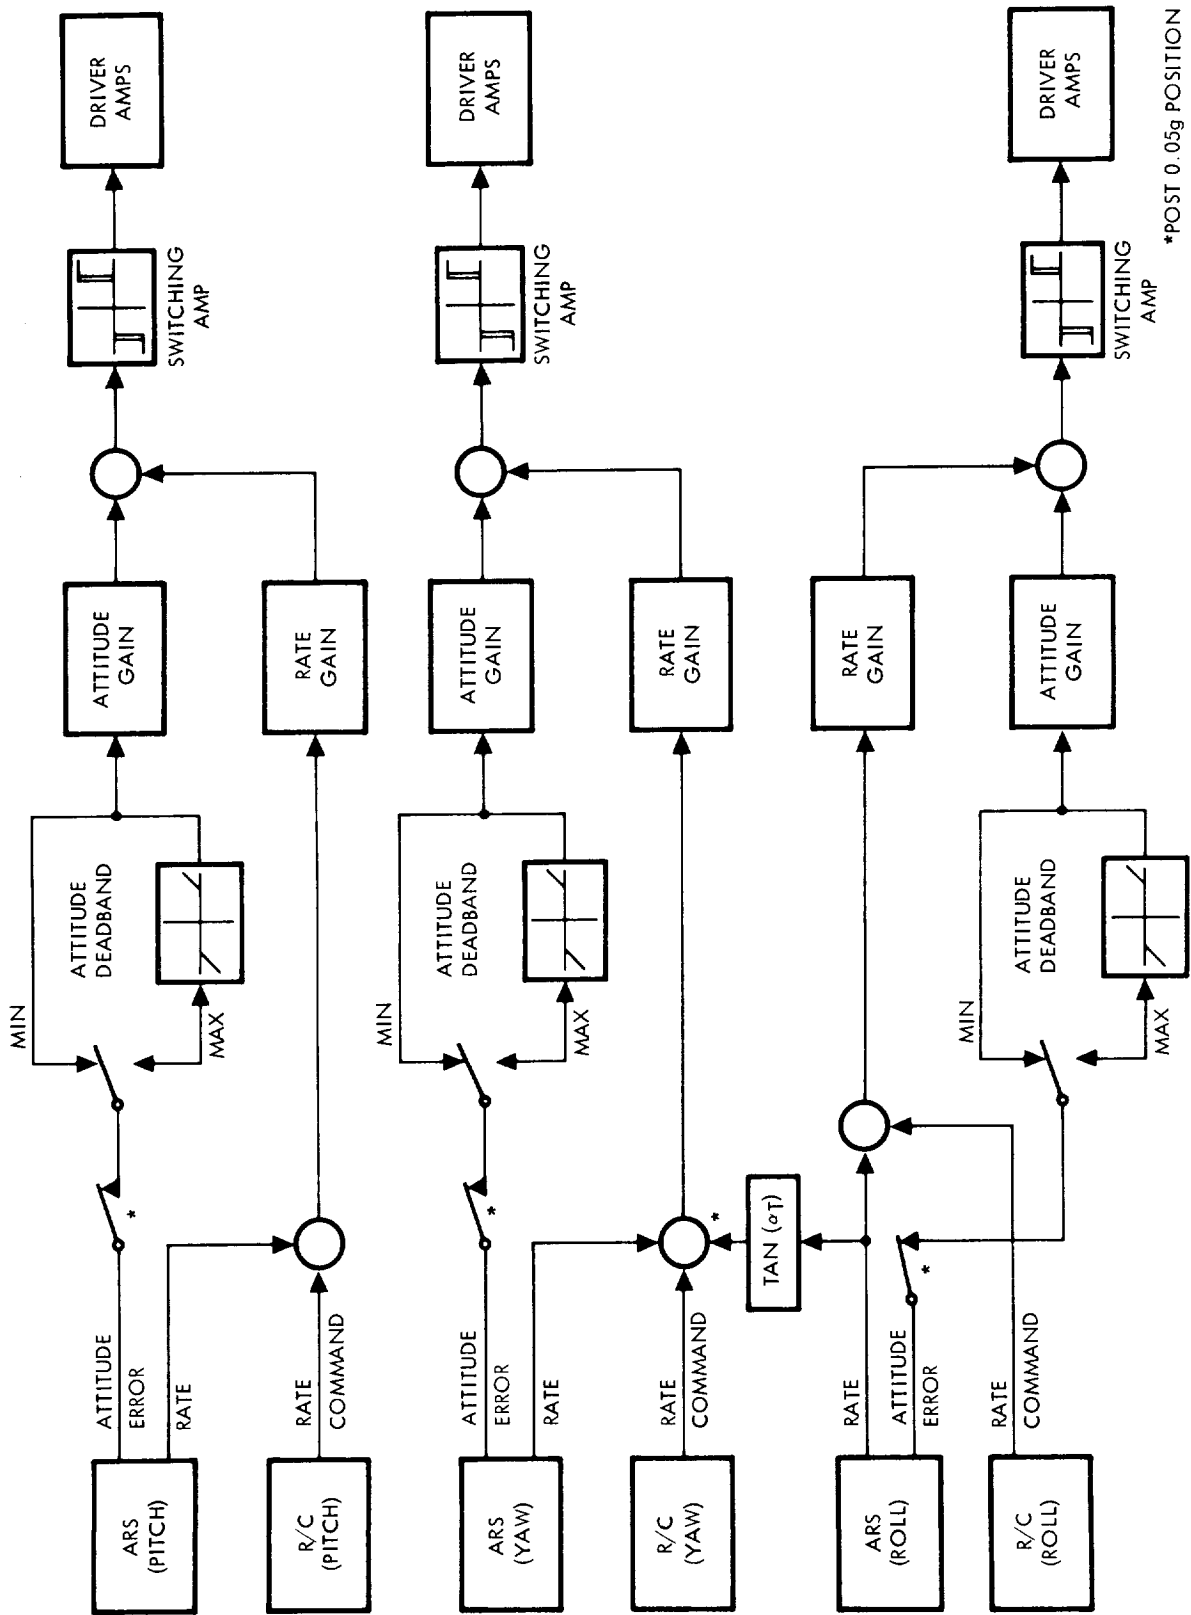 ARS
(PITCH)
ATTITUDE
ERROR
RATE
*
MIN
ATTITUDE
DEADBAND
MAX
ATTITUDE
GAIN
SWITCHING
AMP
DRIVER
AMPS
R/C
(PITCH)
RATE
COMMAND
RATE
GAIN
ARS
(YAW)
ATTITUDE
ERROR
RATE
*
MIN
ATTITUDE
DEADBAND
MAX
ATTITUDE
GAIN
SWITCHING
AMP
DRIVER
AMPS
R/C
(YAW)
RATE
COMMAND
*
RATE
GAIN
TAN (αT)
ARS
(ROLL)
RATE
ATTITUDE
ERROR
*
RATE
GAIN
R/C
(ROLL)
RATE
COMMAND
MIN
ATTITUDE
DEADBAND
MAX
ATTITUDE
GAIN
SWITCHING
AMP
DRIVER
AMPS
*POST 0.05g POSITION